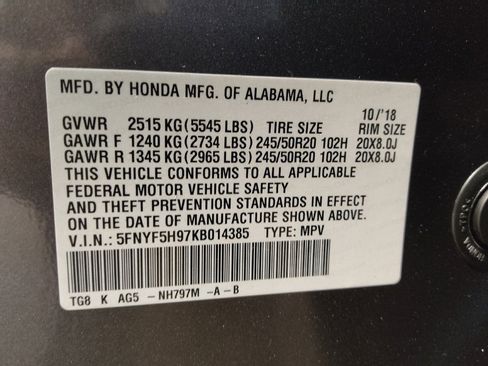 MFD. BY HONDA MFG. OF ALABAMA, LLC
10/'18
GVWR 2515 KG (5545 LBS) TIRE SIZE RIM SIZE
GAWR F 1240 KG (2734 LBS) 245/50R20 102H 20X8.0J
GAWR R 1345 KG (2965 LBS) 245/50R20 102H 20X8.0J
THIS VEHICLE CONFORMS TO ALL APPLICABLE
FEDERAL MOTOR VEHICLE SAFETY
AND THEFT PREVENTION STANDARDS IN EFFECT
ON THE DATE OF MANUFACTURE SHOWN ABOVE.
V.I.N.: 5FNYF5H97KB014385 TYPE: MPV
TG8 K AG5 -NH797M -A -B